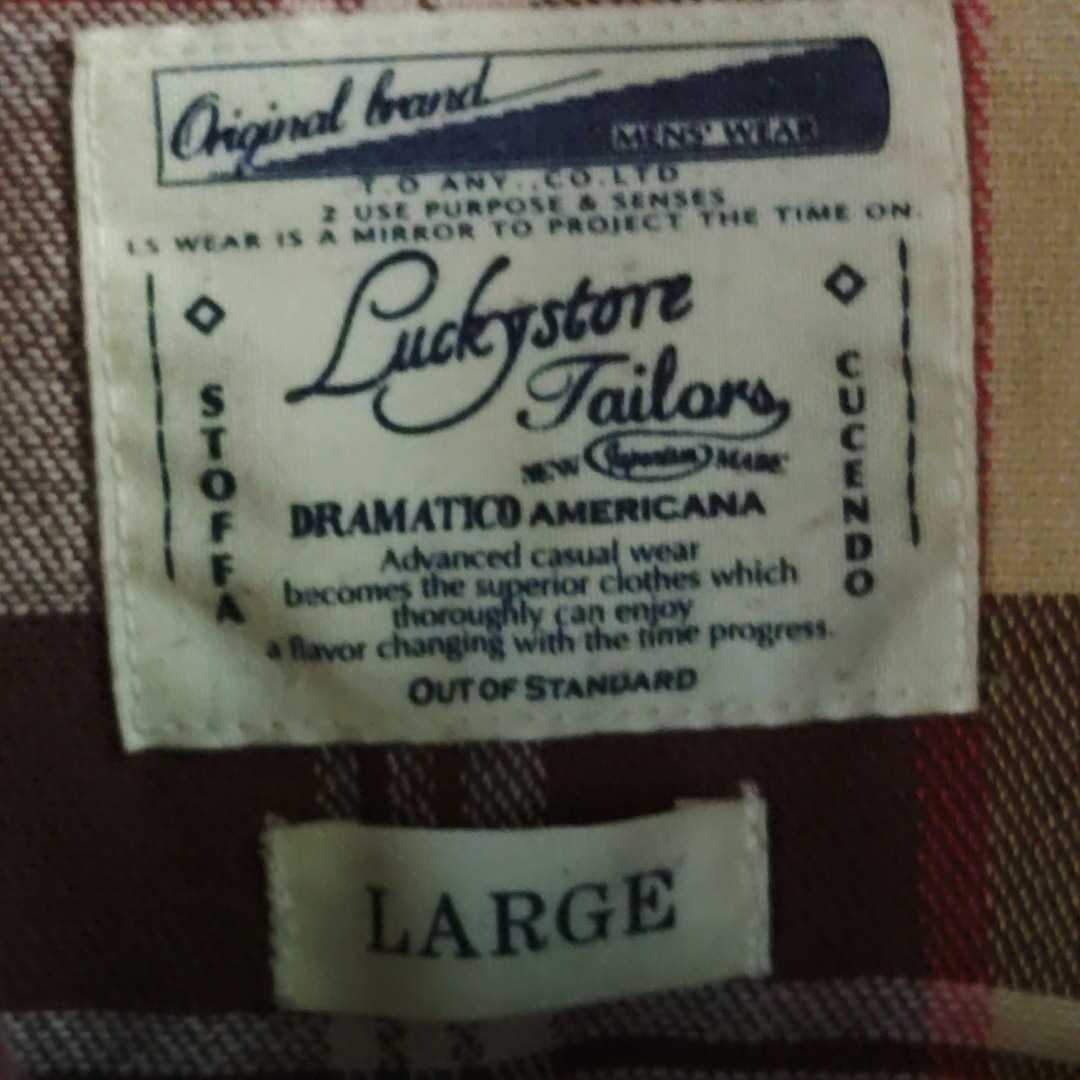 Original brand
MENS' WEAR
T.O ANY.,CO.LTD
2 USE PURPOSE & SENSES
LS WEAR IS A MIRROR TO PROJECT THE TIME ON.
Luckystore
Tailors
NEW MADE
STOFFA
CUCENDO
DRAMATICO AMERICANA
Advanced casual wear
becomes the superior clothes which
thoroughly can enjoy
a flavor changing with the time progress.
OUT OF STANDARD
LARGE